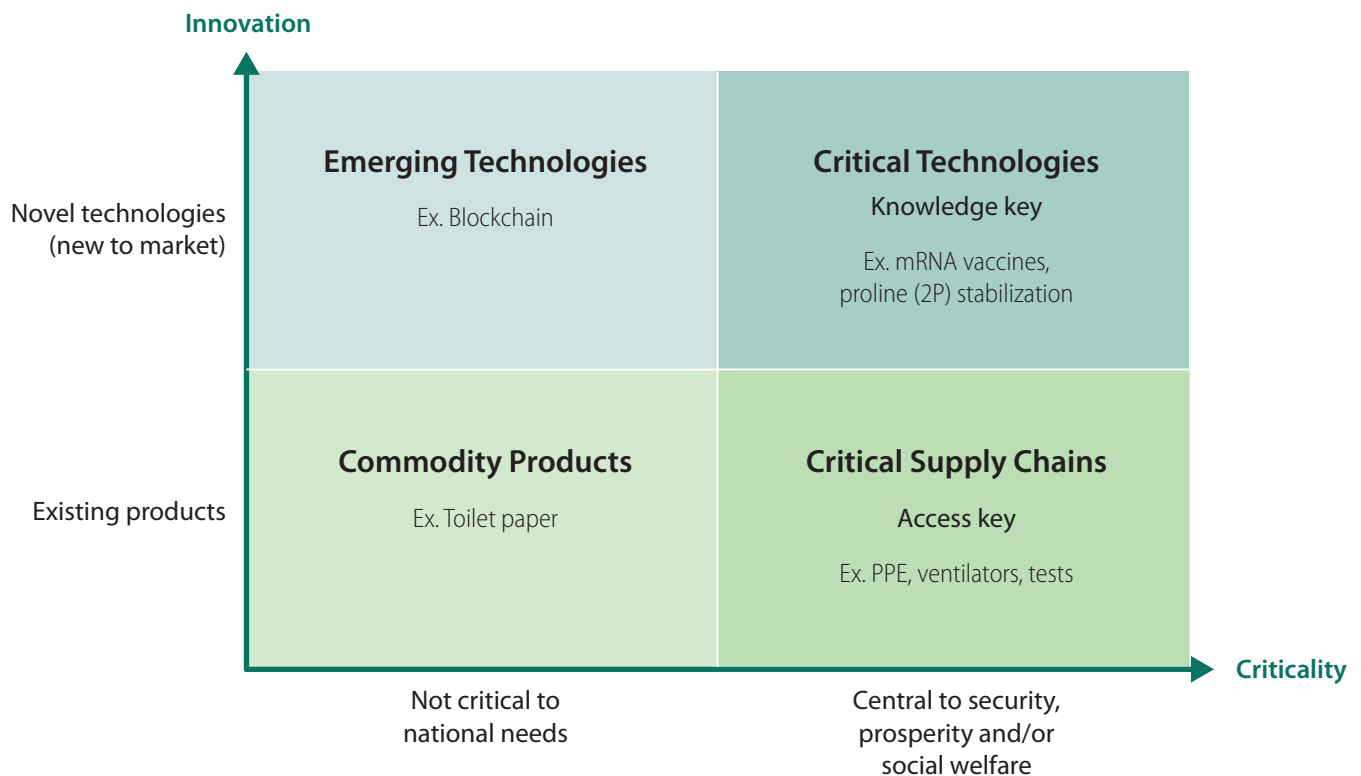 Innovation
Novel technologies
(new to market)
Emerging Technologies
Ex. Blockchain
Critical Technologies
Knowledge key
Ex. mRNA vaccines,
proline (2P) stabilization
Existing products
Commodity Products
Ex. Toilet paper
Critical Supply Chains
Access key
Ex. PPE, ventilators, tests
Criticality
Not critical to
national needs
Central to security,
prosperity and/or
social welfare